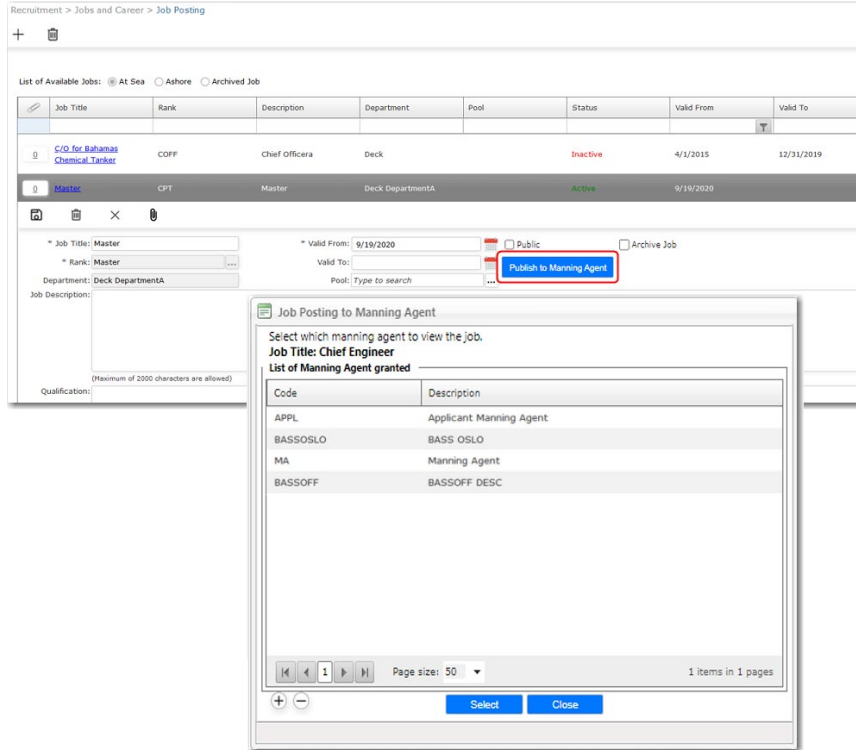 Recruitment > Jobs and Career > Job Posting
List of Available Jobs: At Sea Ashore Archived Job
Job Title Rank Description Department Pool Status Valid From Valid To
0 C/O for Bahamas Chemical Tanker COFF Chief Officera Deck Inactive 4/1/2015 12/31/2019
0 Master CPT Master Deck DepartmentA Active 9/19/2020
* Job Title: Master * Valid From: 9/19/2020 Public Archive Job
* Rank: Master ... Valid To: Publish to Manning Agent
Department: Deck DepartmentA Pool: Type to search ...
Job Description:
(Maximum of 2000 characters are allowed)
Qualification:
Job Posting to Manning Agent
Select which manning agent to view the job.
Job Title: Chief Engineer
List of Manning Agent granted
Code Description
APPL Applicant Manning Agent
BASSOSLO BASS OSLO
MA Manning Agent
BASSOFF BASSOFF DESC
1 Page size: 50 1 items in 1 pages
Select Close